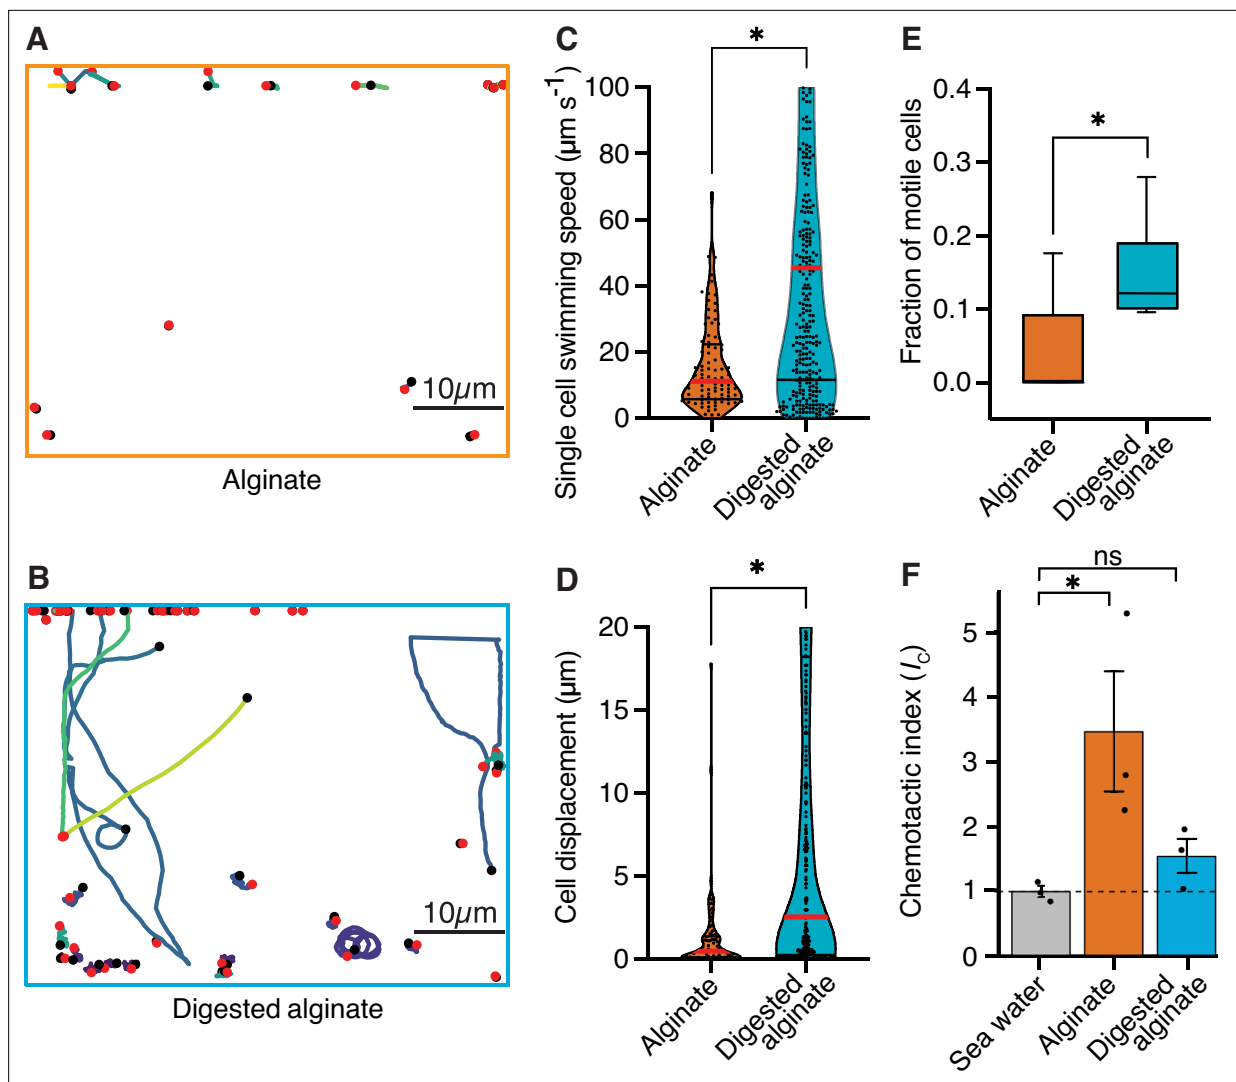 A
10μm
Alginate
B
10μm
Digested alginate
C
*
Single cell swimming speed (μm s⁻¹)
100
80
60
40
20
0
Alginate
Digested
alginate
D
*
Cell displacement (μm)
20
15
10
5
0
Alginate
Digested
alginate
E
*
Fraction of motile cells
0.4
0.3
0.2
0.1
0.0
Alginate
Digested
alginate
F
ns
*
Chemotactic index (I_C)
5
4
3
2
1
0
Sea water
Alginate
Digested
alginate